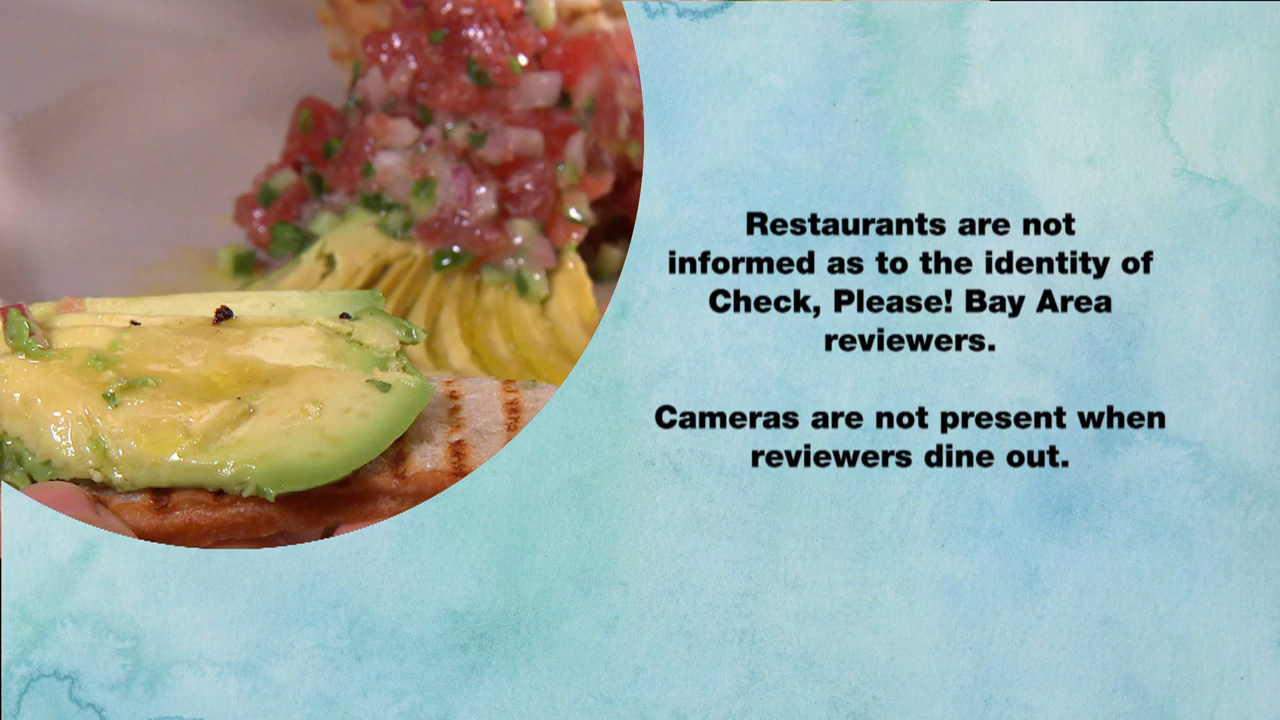 Restaurants are not
informed as to the identity of
Check, Please! Bay Area
reviewers.
Cameras are not present when
reviewers dine out.